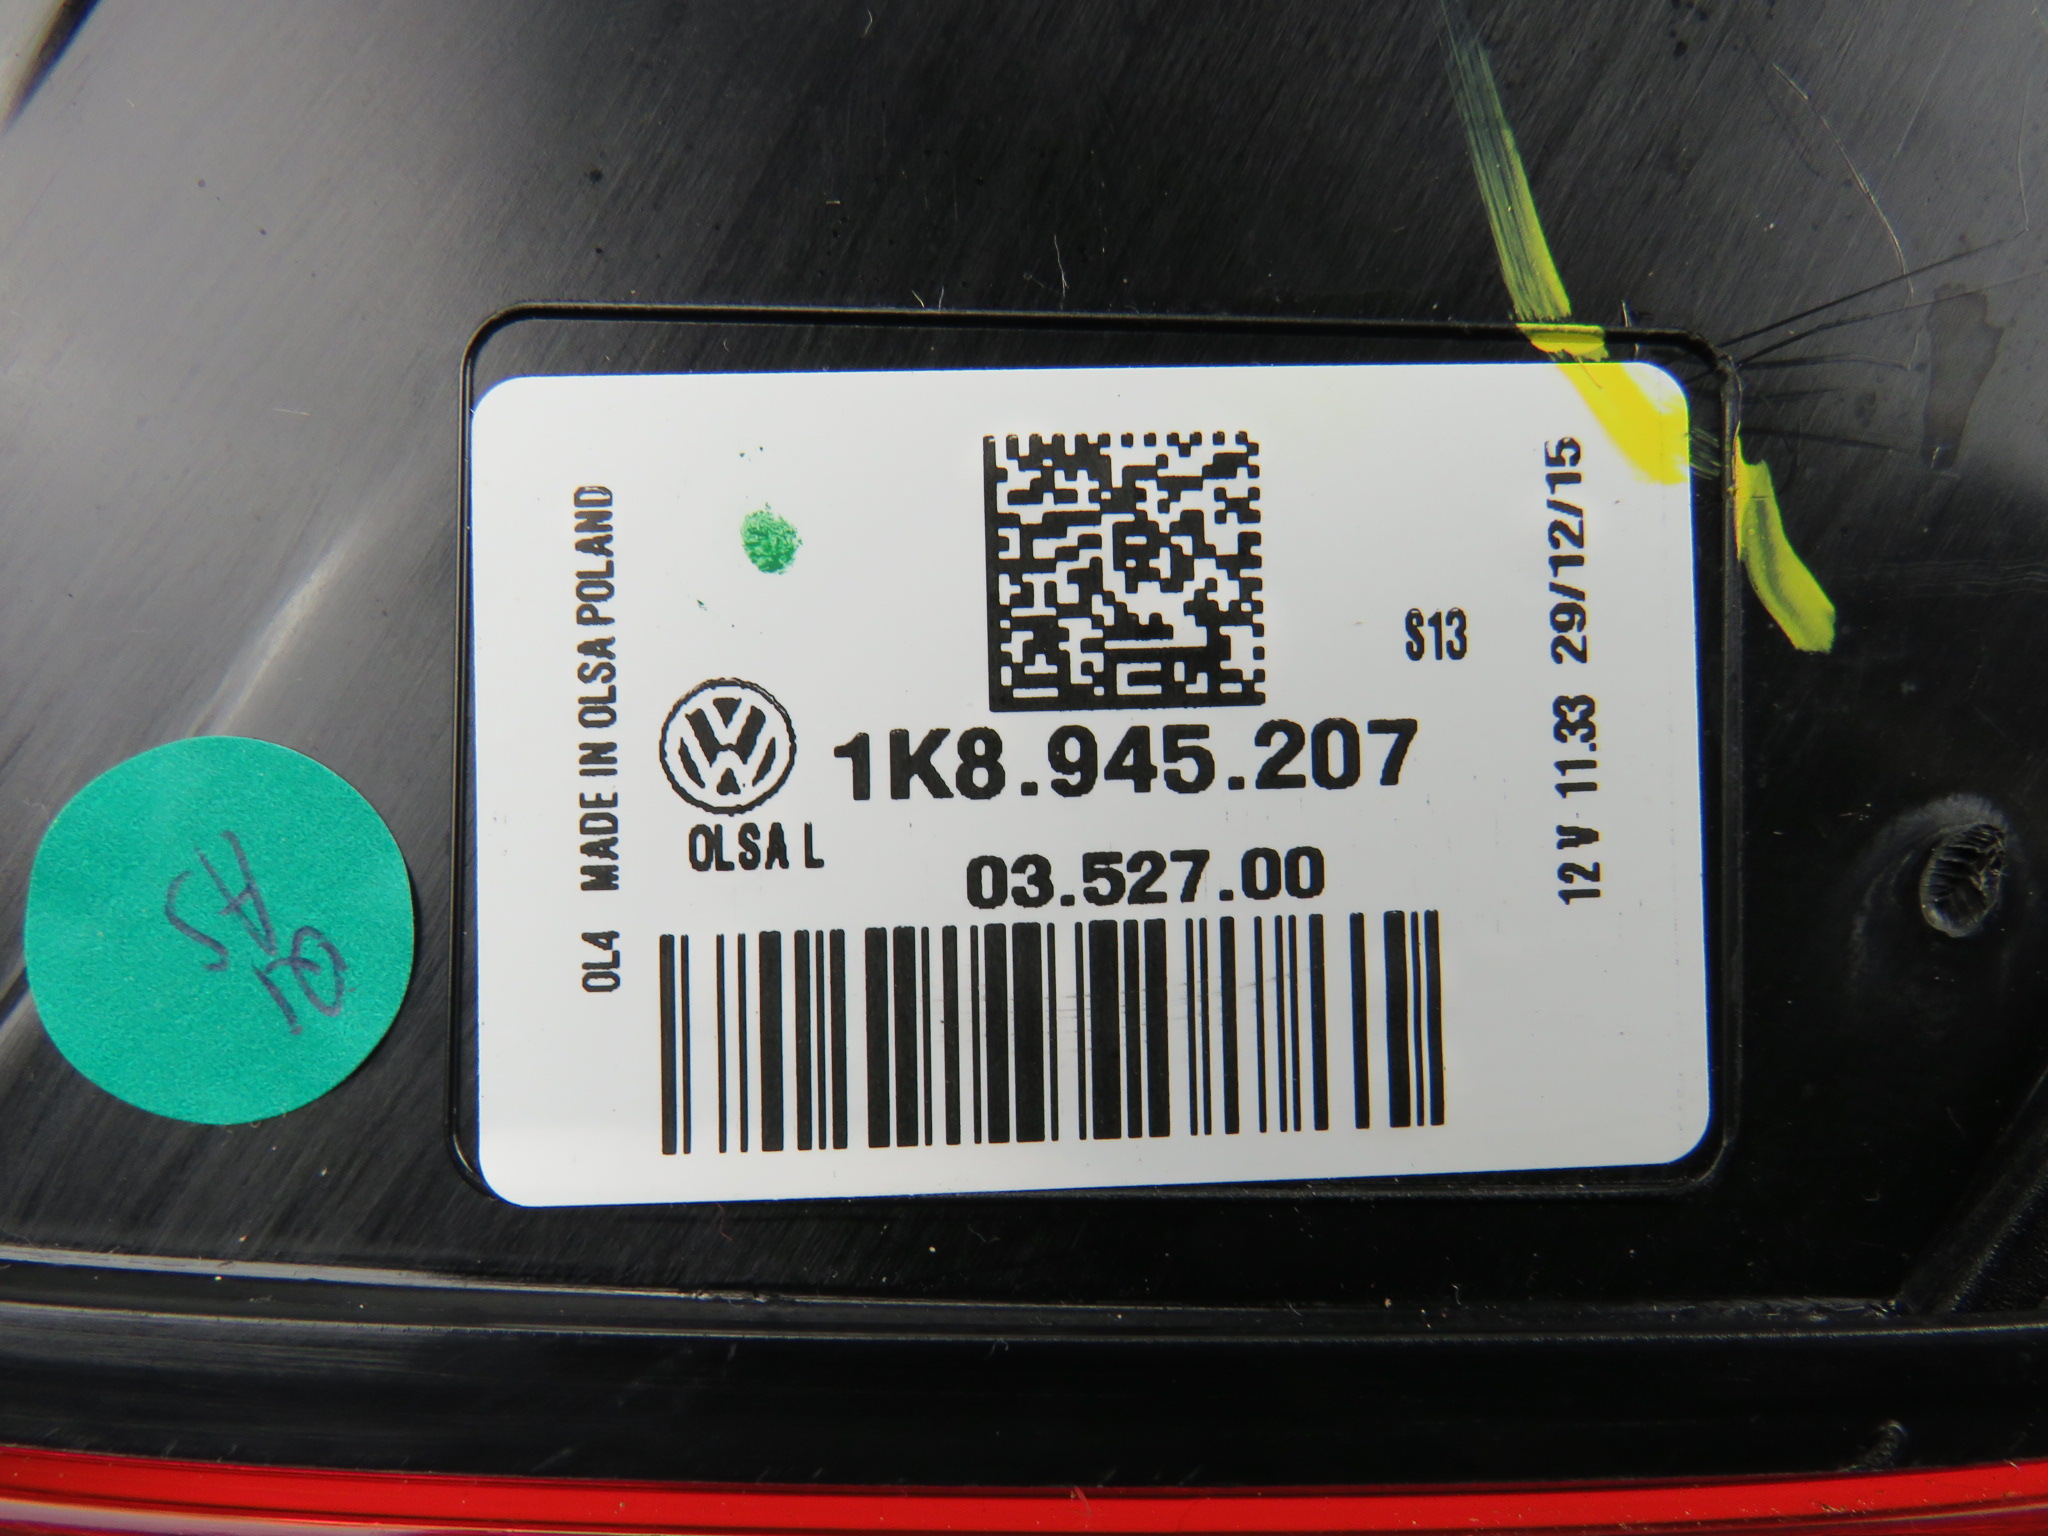 OL4 MADE IN OLSA POLAND
S13
12 V 11.33 29/12/15
1K8.945.207
OLSA L
03.527.00